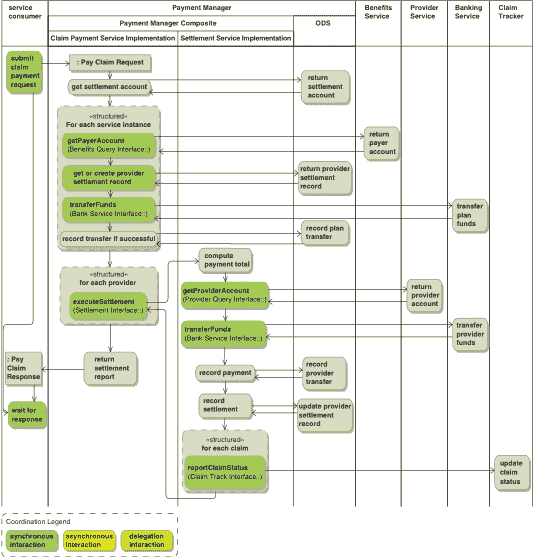 service
consumer
Payment Manager
Benefits
Service
Provider
Service
Banking
Service
Claim
Tracker
Payment Manager Composite
ODS
Claim Payment Service Implementation
Settlement Service Implementation
submit
claim
payment
request
: Pay Claim Request
get settlement account
return
settlement
account
«structured»
For each service instance
getPayerAccount
(Benefits Query Interface::)
return
payer
account
get or create provider
settlemant record
return provider
settlement
record
transferFunds
(Bank Service Interface::)
transfer
plan
funds
record transfer if successful
record plan
transfer
compute
payment total
«structured»
for each provider
executeSettlement
(Settlement Interface::)
getProviderAccount
(Provider Query Interface::)
return
provider
account
transferFunds
(Bank Service Interface::)
transfer
provider
funds
: Pay
Claim
Response
return
settlement
report
record payment
record
provider
transfer
wait for
response
record
settlement
update provider
settlement
record
«structured»
for each claim
reportClaimStatus
(Claim Track Interface::)
update
claim
status
Coordination Legend
synchronous
interaction
asynchronous
interaction
delegation
interaction